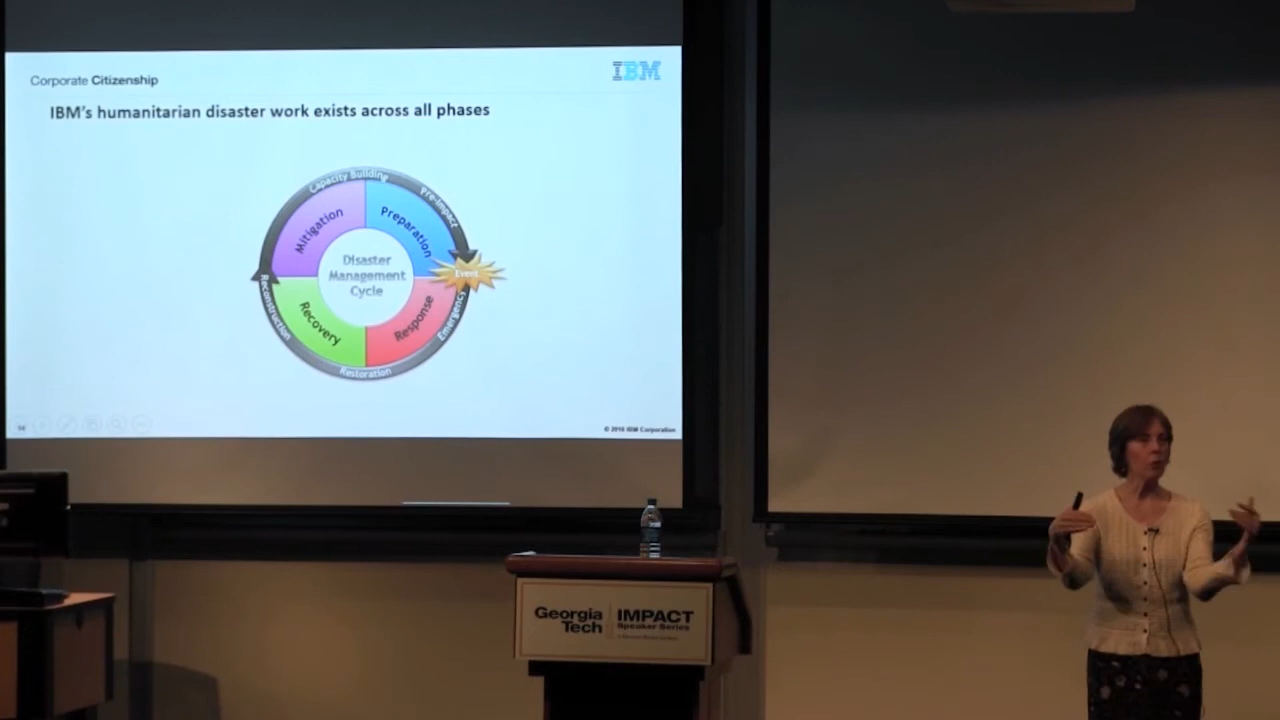 Corporate Citizenship
IBM
IBM's humanitarian disaster work exists across all phases
Capacity Building
Pre-Impact
Mitigation
Preparation
Disaster
Management
Cycle
Event
Reconstruction
Recovery
Response
Emergency
Restoration
© 2016 IBM Corporation
Georgia
Tech
IMPACT
Speaker Series